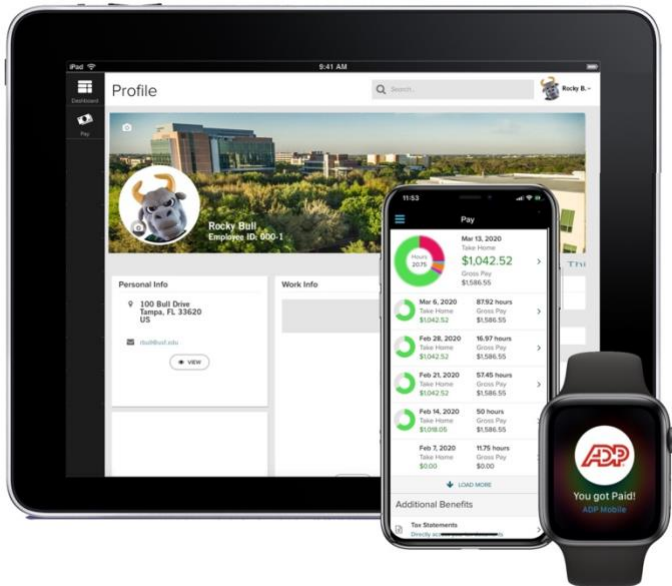 iPad
9:41 AM
Profile
Search...
Rocky B.
Dashboard
Pay
Rocky Bull
Employee ID: 000-1
Thi
Personal Info
100 Bull Drive
Tampa, FL 33620
US
VIEW
Work Info
11:53
Pay
Hours
20.75
Mar 13, 2020
Take Home
$1,042.52
Gross Pay
$1,586.55
Mar 6, 2020 87.92 hours
Take Home Gross Pay
$1,042.52 $1,586.55
Feb 28, 2020 16.97 hours
Take Home Gross Pay
$1,042.52 $1,586.55
Feb 21, 2020 57.45 hours
Take Home Gross Pay
$1,042.52 $1,586.55
Feb 14, 2020 50 hours
Take Home Gross Pay
$1,018.05 $1,586.55
Feb 7, 2020 11.75 hours
Take Home Gross Pay
$0.00 $0.00
LOAD MORE
Additional Benefits
Tax Statements
Directly
ADP
You got Paid!
ADP Mobile